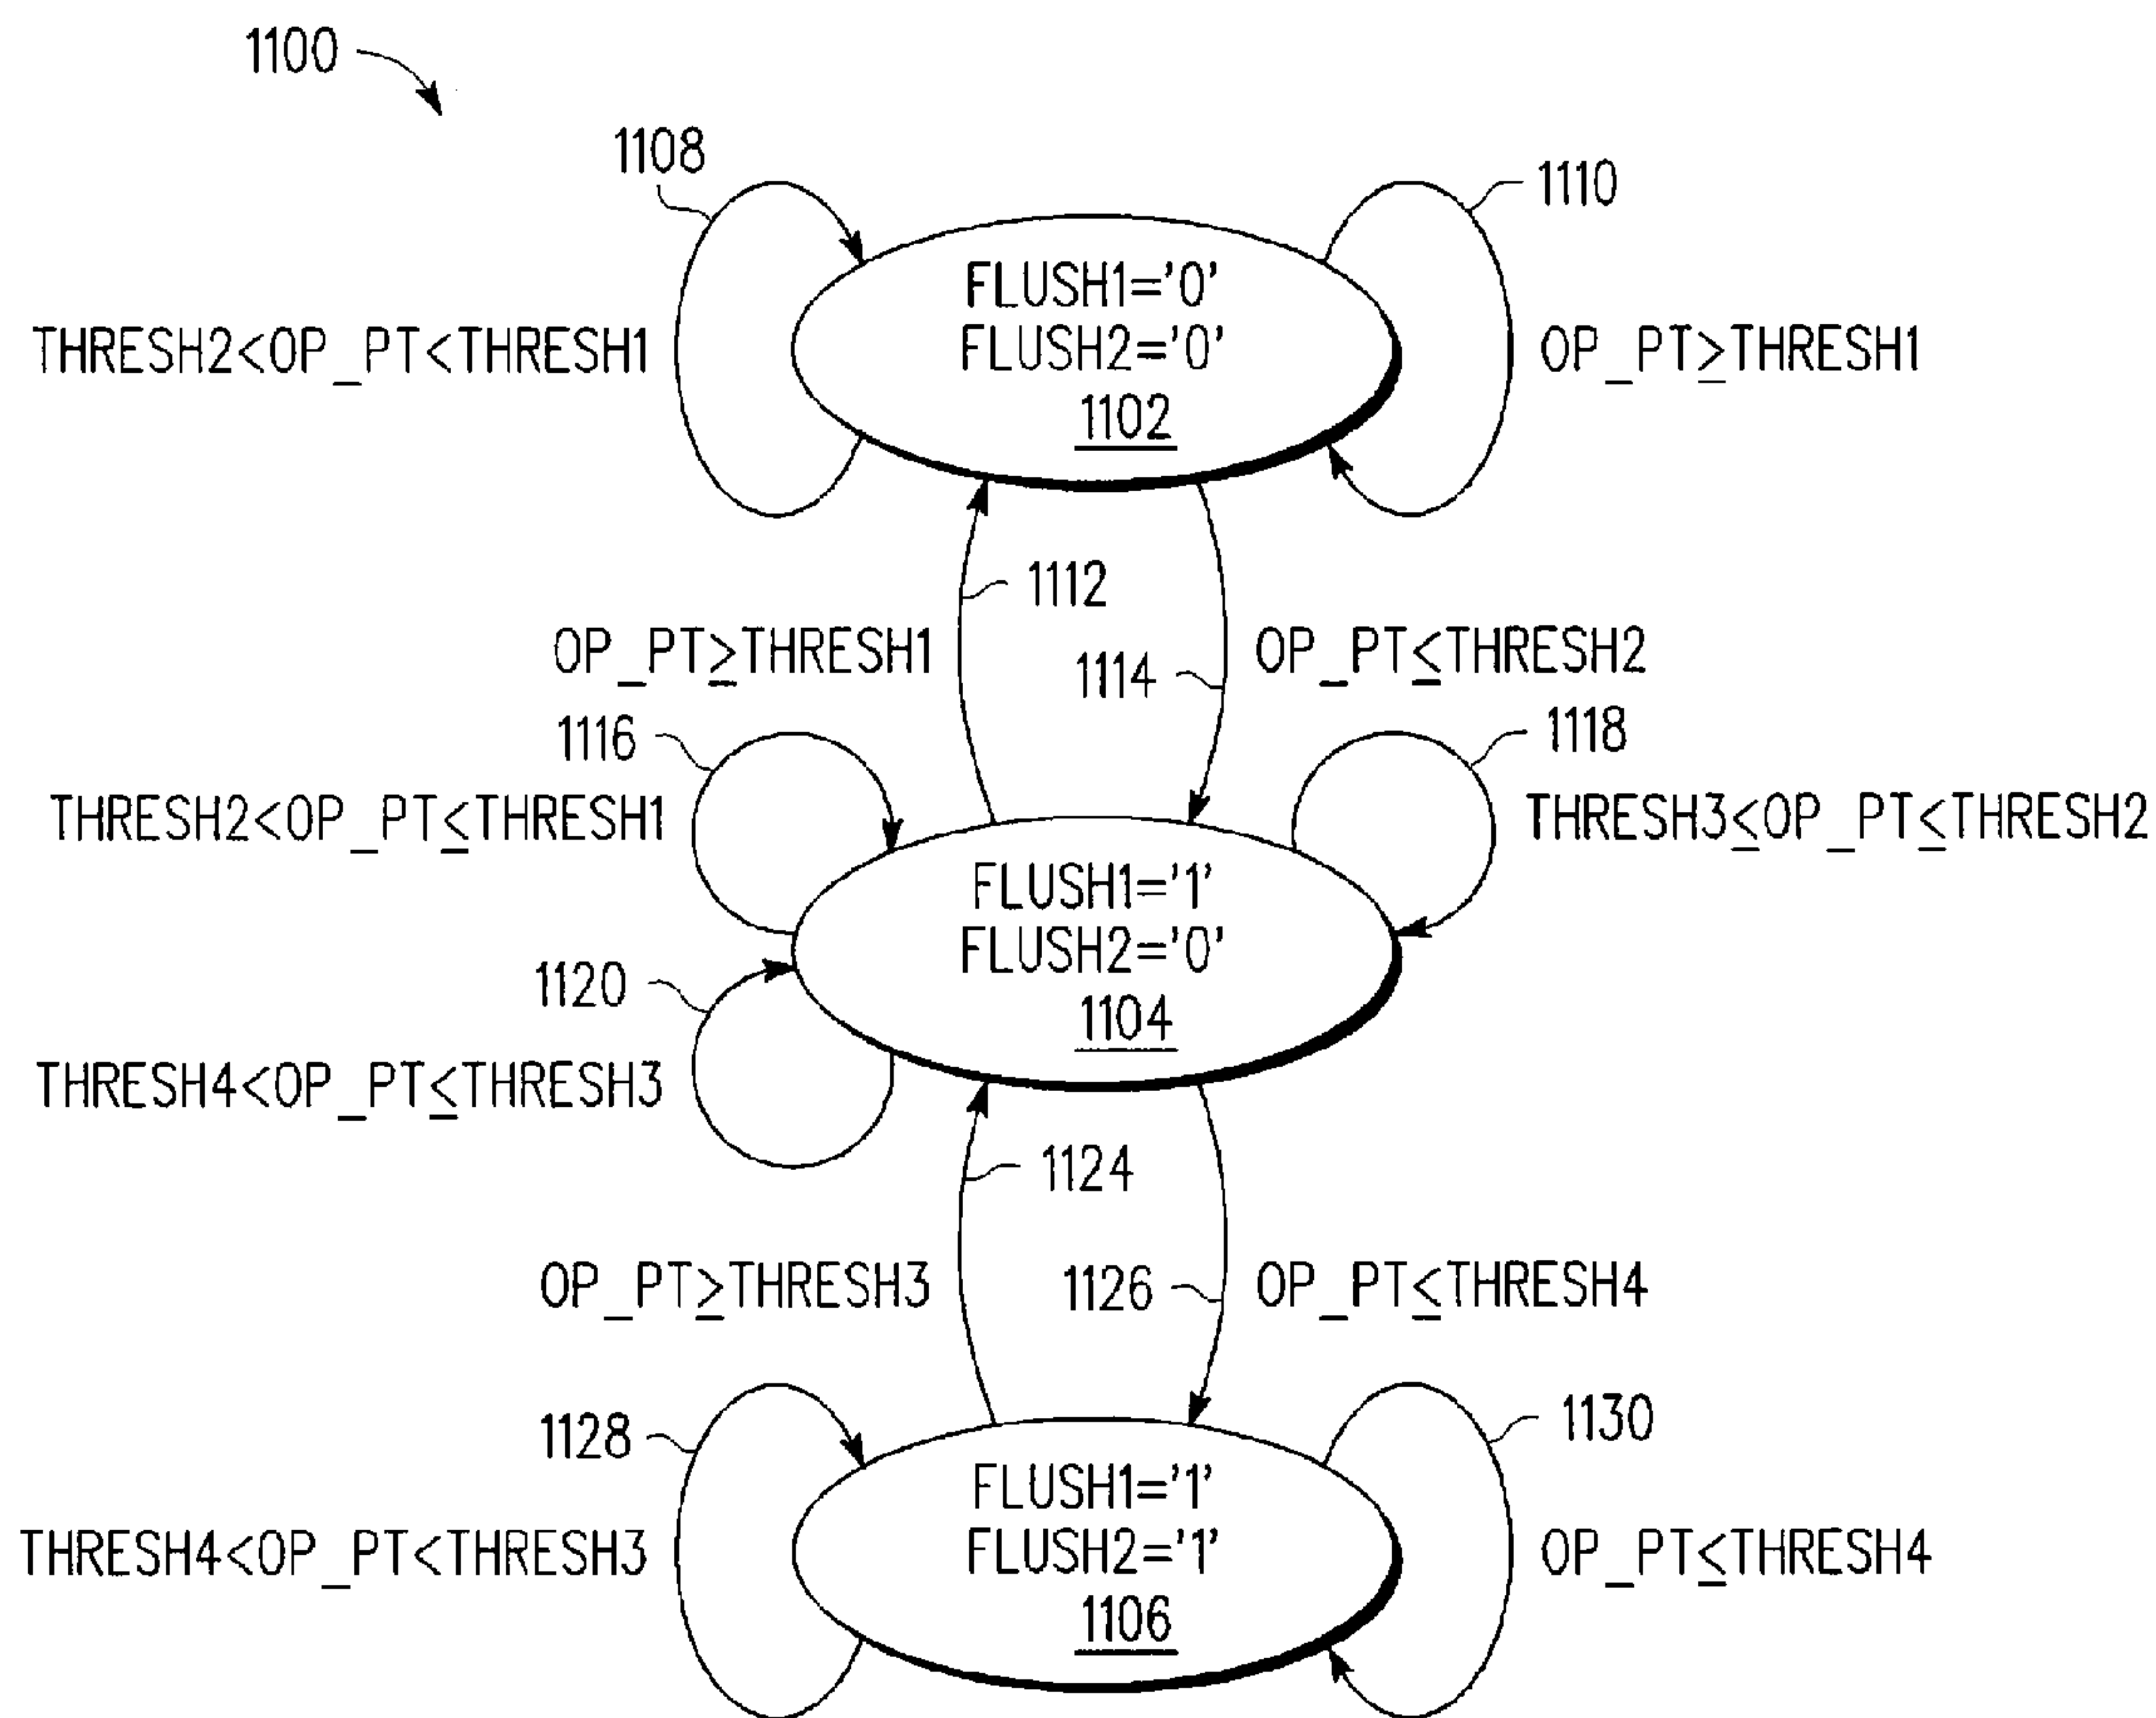 1100
1108
1110
FLUSH1='0'
FLUSH2='0'
1102
THRESH2<OP_PT<THRESH1
OP_PT≥THRESH1
1112
OP_PT≥THRESH1
1114
OP_PT≤THRESH2
1116
1118
THRESH2<OP_PT≤THRESH1
THRESH3≤OP_PT≤THRESH2
FLUSH1='1'
FLUSH2='0'
1104
1120
THRESH4<OP_PT≤THRESH3
1124
OP_PT≥THRESH3
1126
OP_PT≤THRESH4
1128
1130
FLUSH1='1'
FLUSH2='1'
1106
THRESH4<OP_PT<THRESH3
OP_PT≤THRESH4